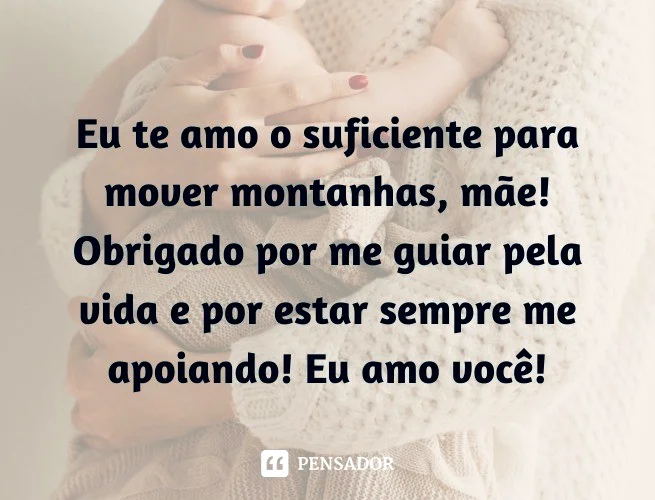 Eu te amo o suficiente para
mover montanhas, mãe!
Obrigado por me guiar pela
vida e por estar sempre me
apoiando! Eu amo você!
PENSADOR